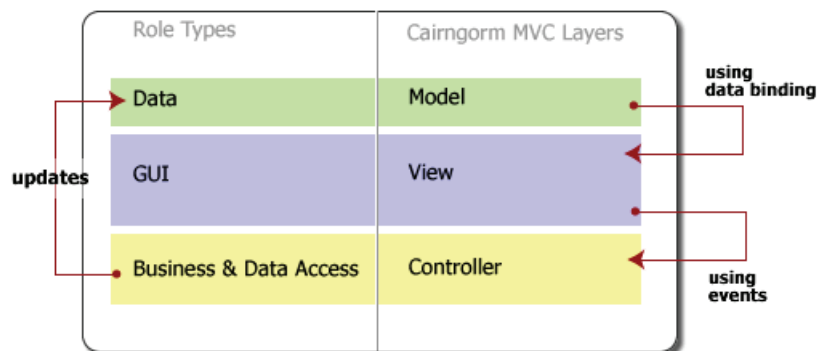 Role Types
Cairngorm MVC Layers
Data
Model
using
data binding
GUI
View
updates
Business & Data Access
Controller
using
events